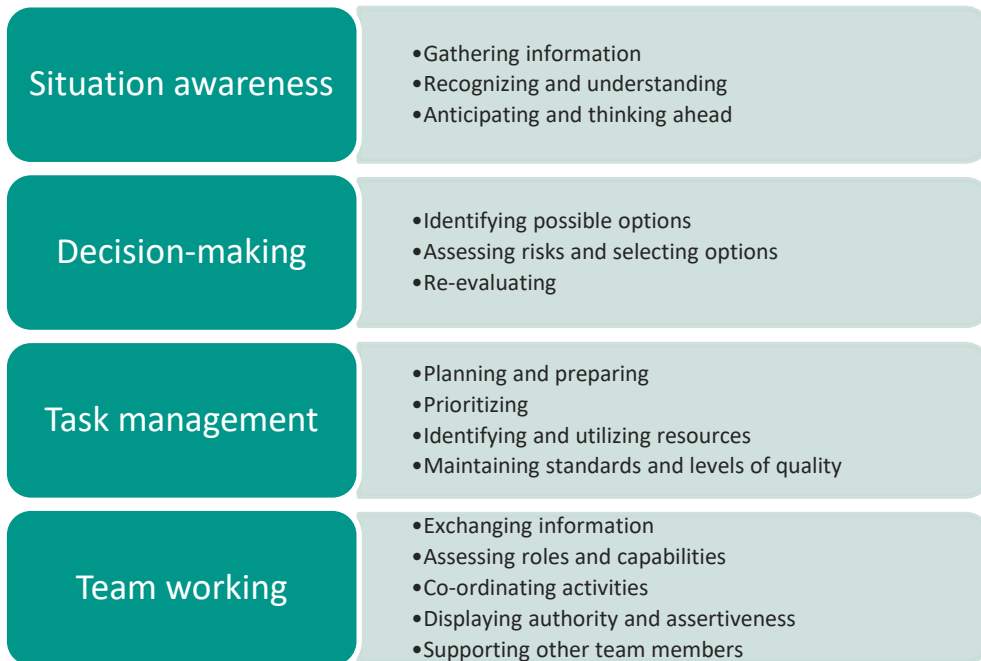 Situation awareness
•Gathering information
•Recognizing and understanding
•Anticipating and thinking ahead
Decision-making
•Identifying possible options
•Assessing risks and selecting options
•Re-evaluating
Task management
•Planning and preparing
•Prioritizing
•Identifying and utilizing resources
•Maintaining standards and levels of quality
Team working
•Exchanging information
•Assessing roles and capabilities
•Co-ordinating activities
•Displaying authority and assertiveness
•Supporting other team members